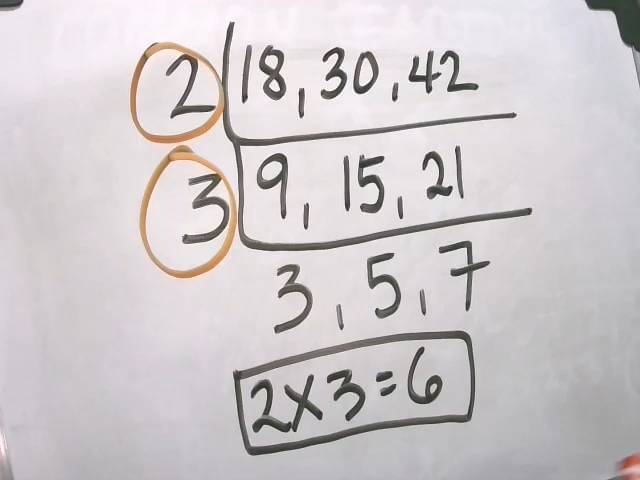 2 18, 30, 42
3 9, 15, 21
3, 5, 7
2x3=6